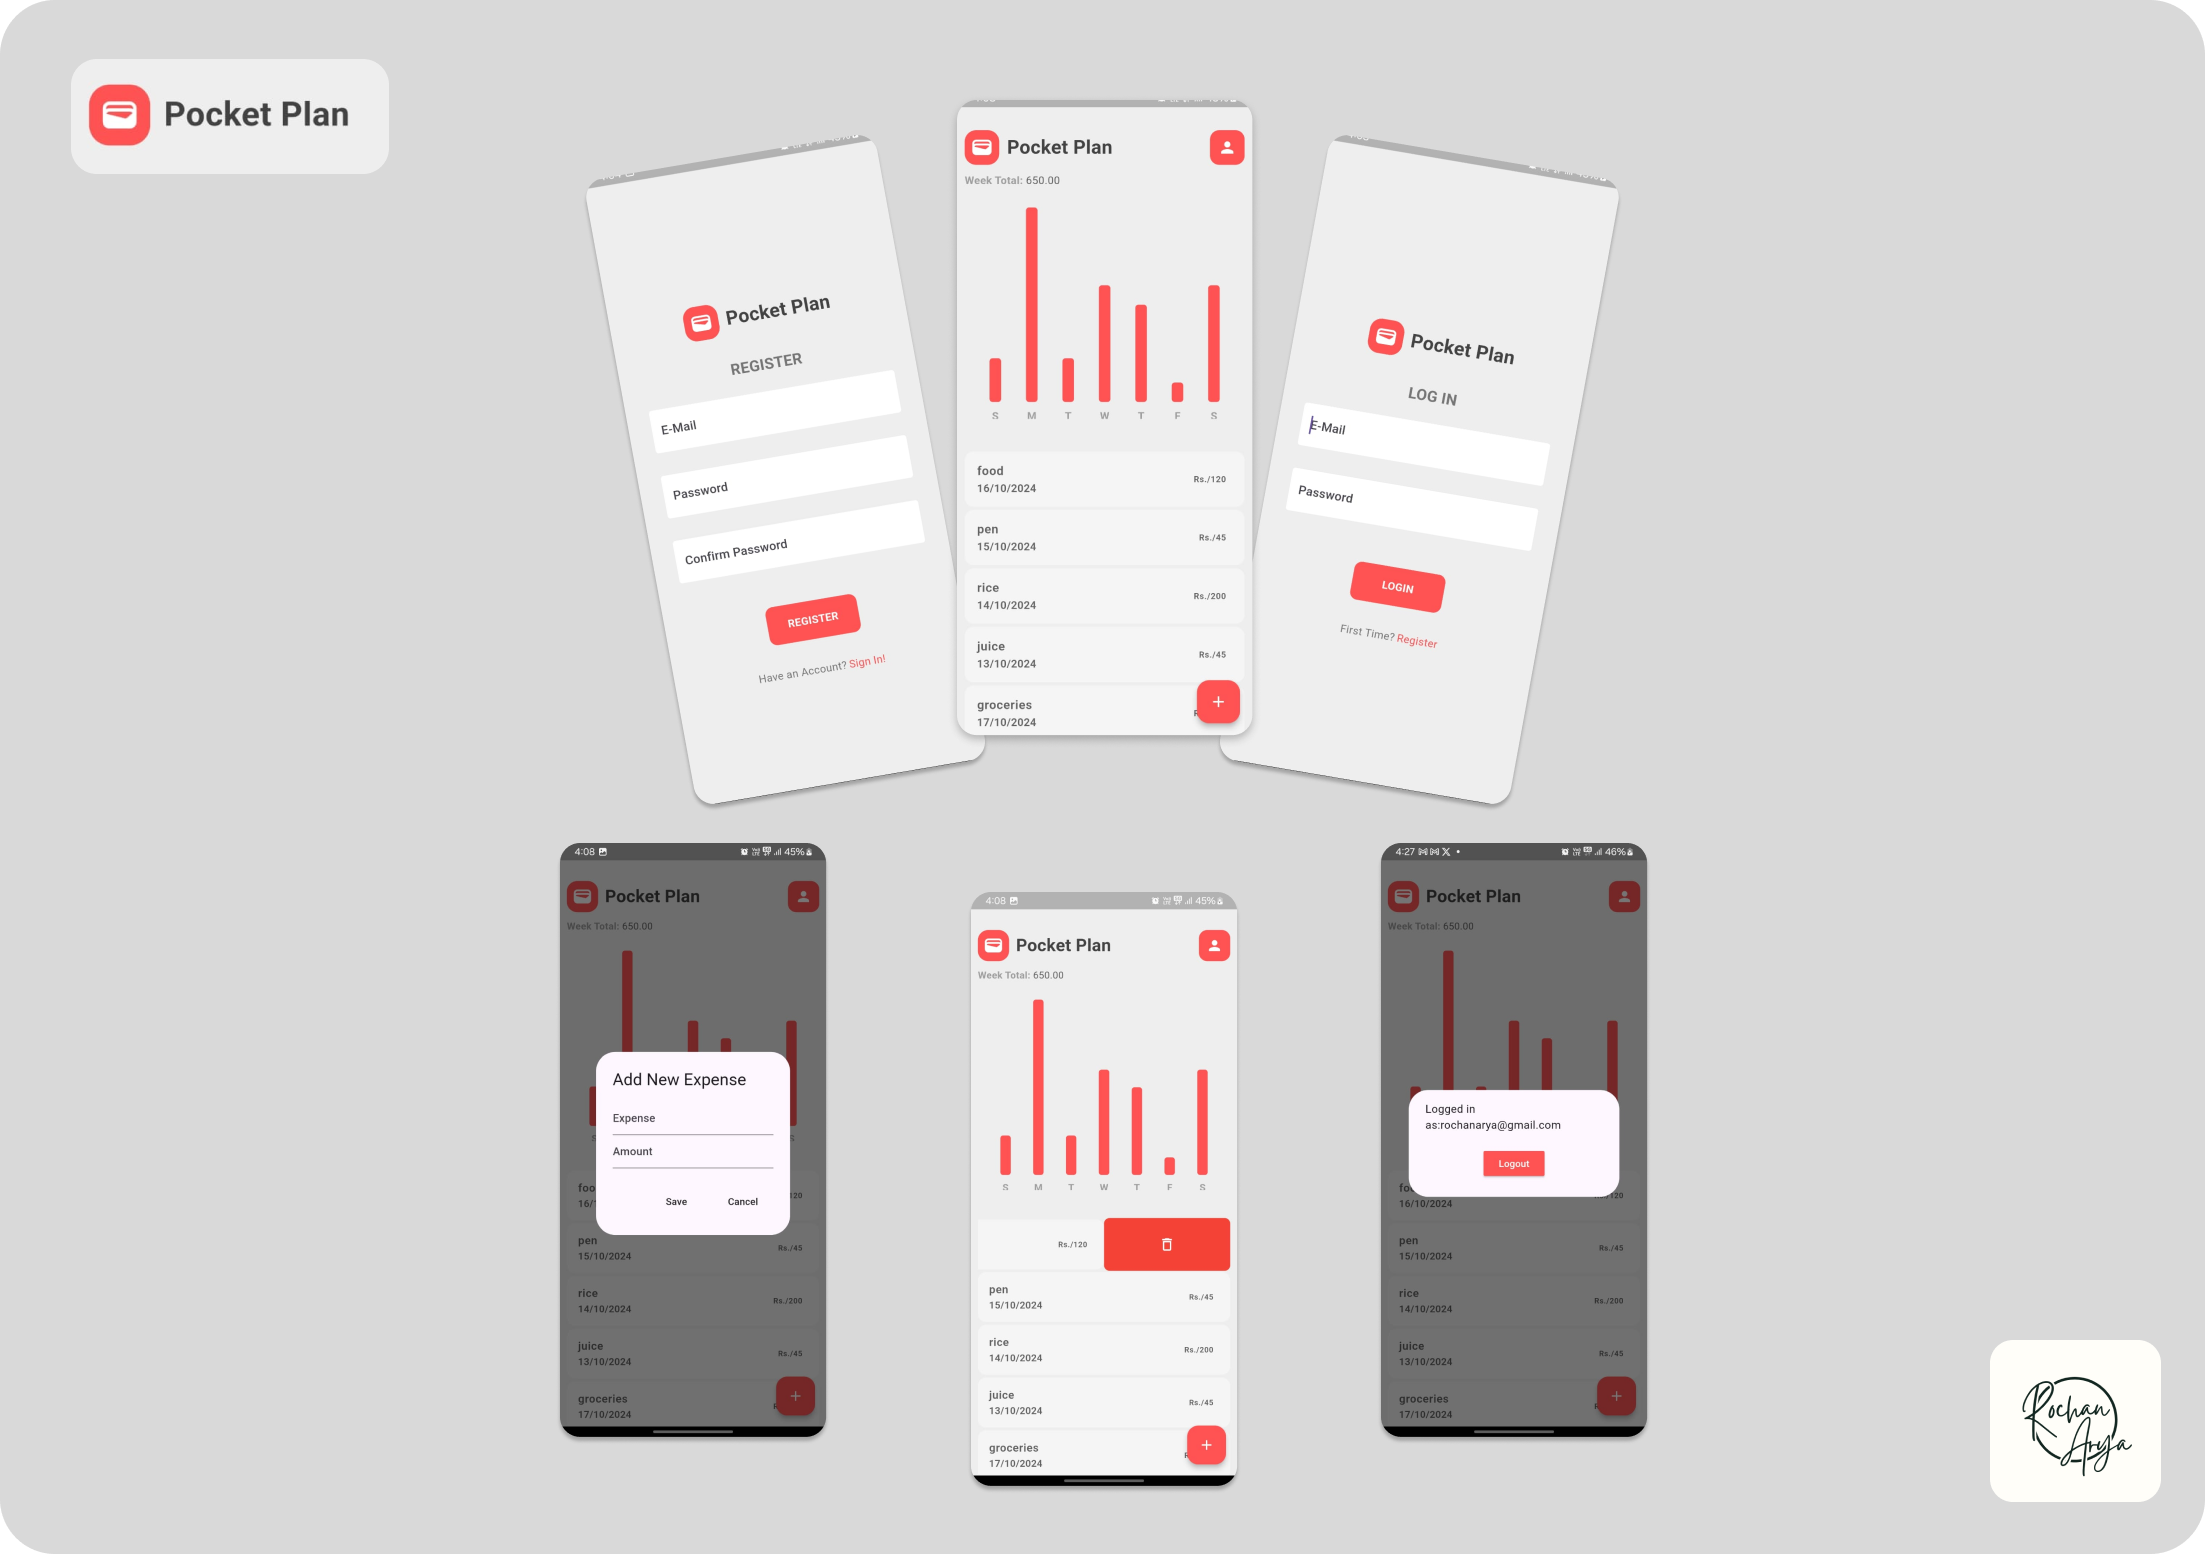 Pocket Plan
Pocket Plan
REGISTER
E-Mail
Password
Confirm Password
REGISTER
Have an Account? Sign In!
Pocket Plan
Week Total: 650.00
S M T W T F S
food
16/10/2024
Rs./120
pen
15/10/2024
Rs./45
rice
14/10/2024
Rs./200
juice
13/10/2024
Rs./45
groceries
17/10/2024
+
Pocket Plan
LOG IN
E-Mail
Password
LOGIN
First Time? Register
4:08 45%
Pocket Plan
Week Total: 650.00
Add New Expense
Expense
Amount
Save Cancel
pen
15/10/2024
Rs./45
rice
14/10/2024
Rs./200
juice
13/10/2024
Rs./45
groceries
17/10/2024
+
4:08 45%
Pocket Plan
Week Total: 650.00
S M T W T F S
Rs./120
pen
15/10/2024
Rs./45
rice
14/10/2024
Rs./200
juice
13/10/2024
Rs./45
groceries
17/10/2024
+
4:27 46%
Pocket Plan
Week Total: 650.00
Logged in
as:rochanarya@gmail.com
Logout
16/10/2024
pen
15/10/2024
Rs./45
rice
14/10/2024
Rs./200
juice
13/10/2024
Rs./45
groceries
17/10/2024
+
Rochan
Arya